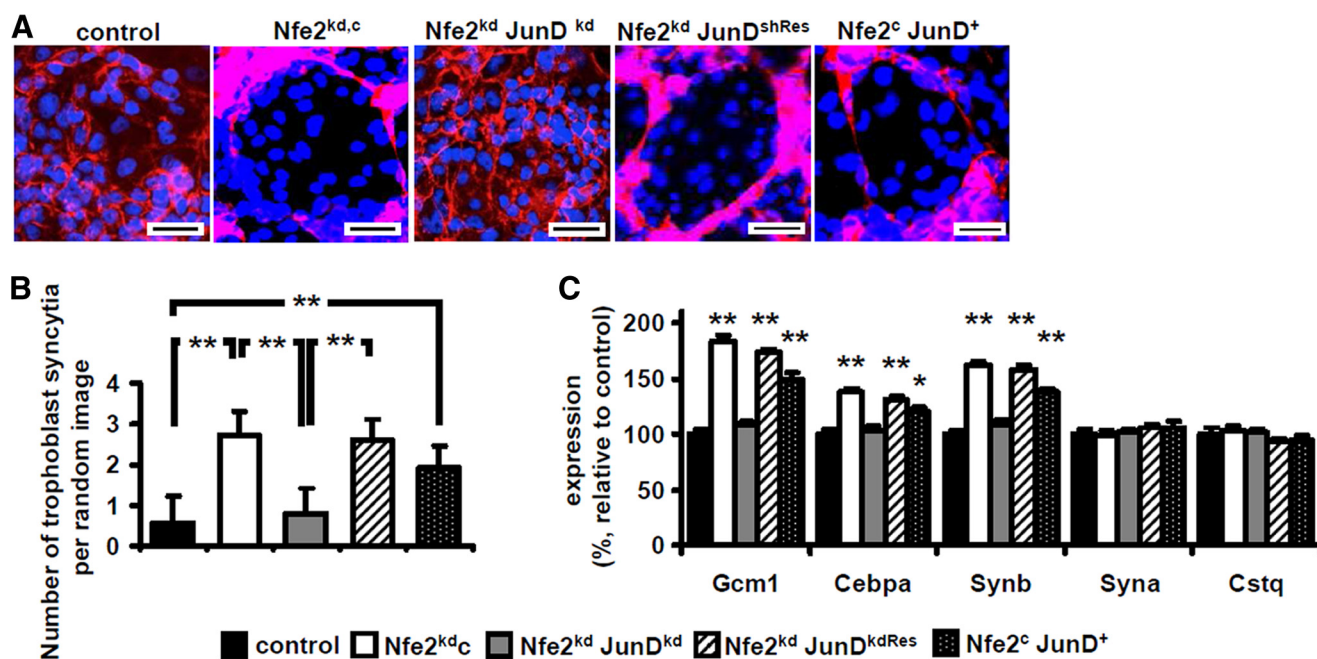 A
control Nfe2kd,c Nfe2kd JunD kd Nfe2kd JunDshRes Nfe2c JunD+
B
Number of trophoblast syncytia
per random image
**
** ** **
4
3
2
1
0
C
expression
(%, relative to control)
200
150
100
50
0
** ** **
** ** *
** ** **
Gcm1 Cebpa Synb Syna Cstq
control Nfe2kdc Nfe2kd JunDkd Nfe2kd JunDkdRes Nfe2c JunD+